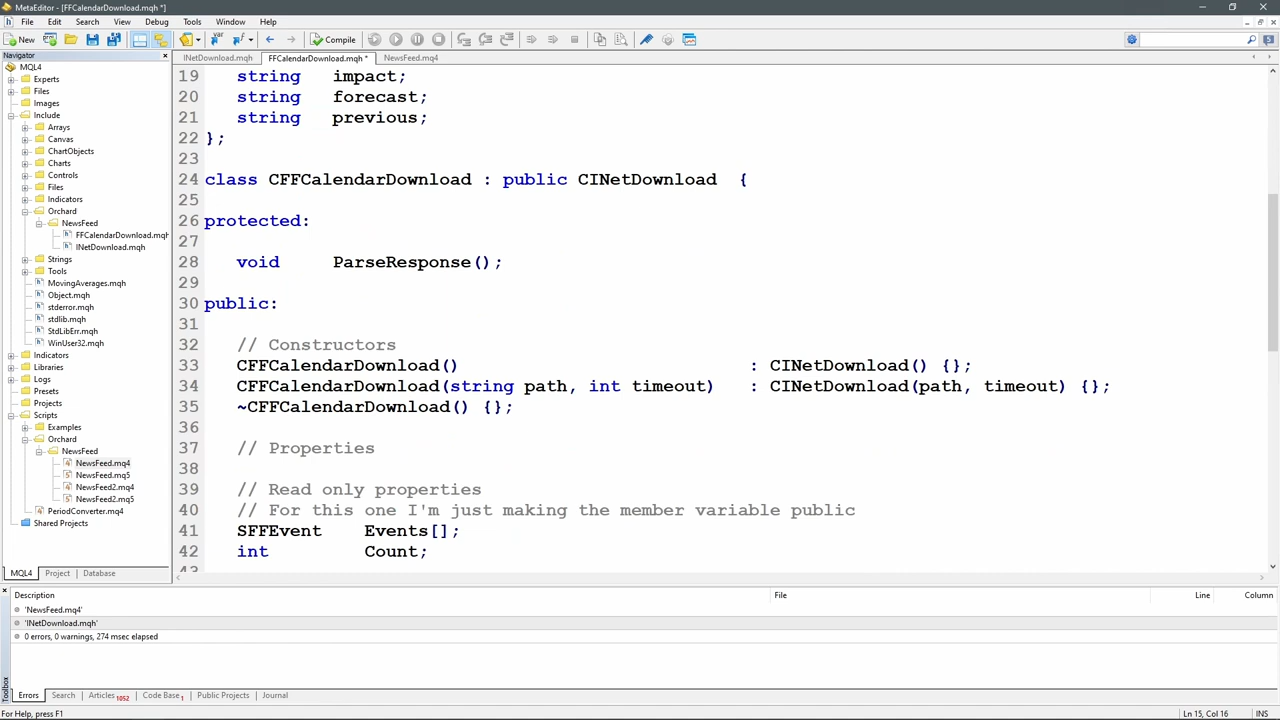 MetaEditor - [FFCalendarDownload.mqh *]
File Edit Search View Debug Tools Window Help
New Compile
Navigator
INetDownload.mqh FFCalendarDownload.mqh * NewsFeed.mq4
MQL4
Experts
Files
Images
Include
Arrays
Canvas
ChartObjects
Charts
Controls
Files
Indicators
Orchard
NewsFeed
FFCalendarDownload.mqh
INetDownload.mqh
Strings
Tools
MovingAverages.mqh
Object.mqh
stderror.mqh
stdlib.mqh
StdLibErr.mqh
WinUser32.mqh
Indicators
Libraries
Logs
Presets
Projects
Scripts
Examples
Orchard
NewsFeed
NewsFeed.mq4
NewsFeed.mq5
NewsFeed2.mq4
NewsFeed2.mq5
PeriodConverter.mq4
Shared Projects
MQL4 Project Database
19 string impact;
20 string forecast;
21 string previous;
22 };
23
24 class CFFCalendarDownload : public CINetDownload {
25
26 protected:
27
28 void ParseResponse();
29
30 public:
31
32 // Constructors
33 CFFCalendarDownload() : CINetDownload() {};
34 CFFCalendarDownload(string path, int timeout) : CINetDownload(path, timeout) {};
35 ~CFFCalendarDownload() {};
36
37 // Properties
38
39 // Read only properties
40 // For this one I'm just making the member variable public
41 SFFEvent Events[];
42 int Count;
43
Description File Line Column
'NewsFeed.mq4'
'INetDownload.mqh'
0 errors, 0 warnings, 274 msec elapsed
Toolbox
Errors Search Articles 1052 Code Base 1 Public Projects Journal
For Help, press F1 Ln 15, Col 16 INS